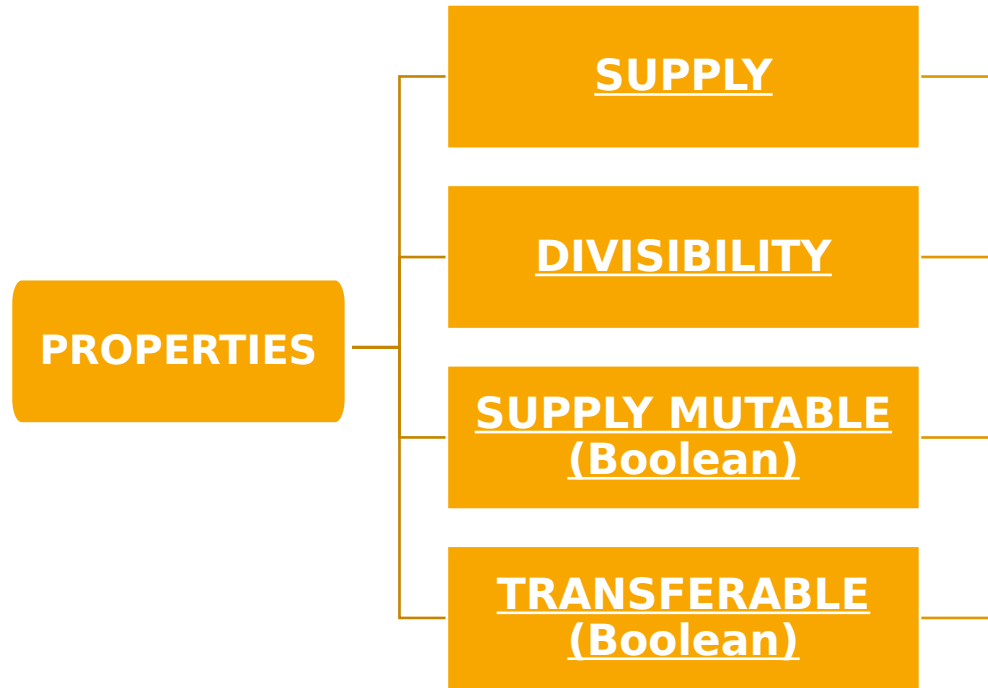 SUPPLY
DIVISIBILITY
PROPERTIES
SUPPLY MUTABLE
(Boolean)
TRANSFERABLE
(Boolean)